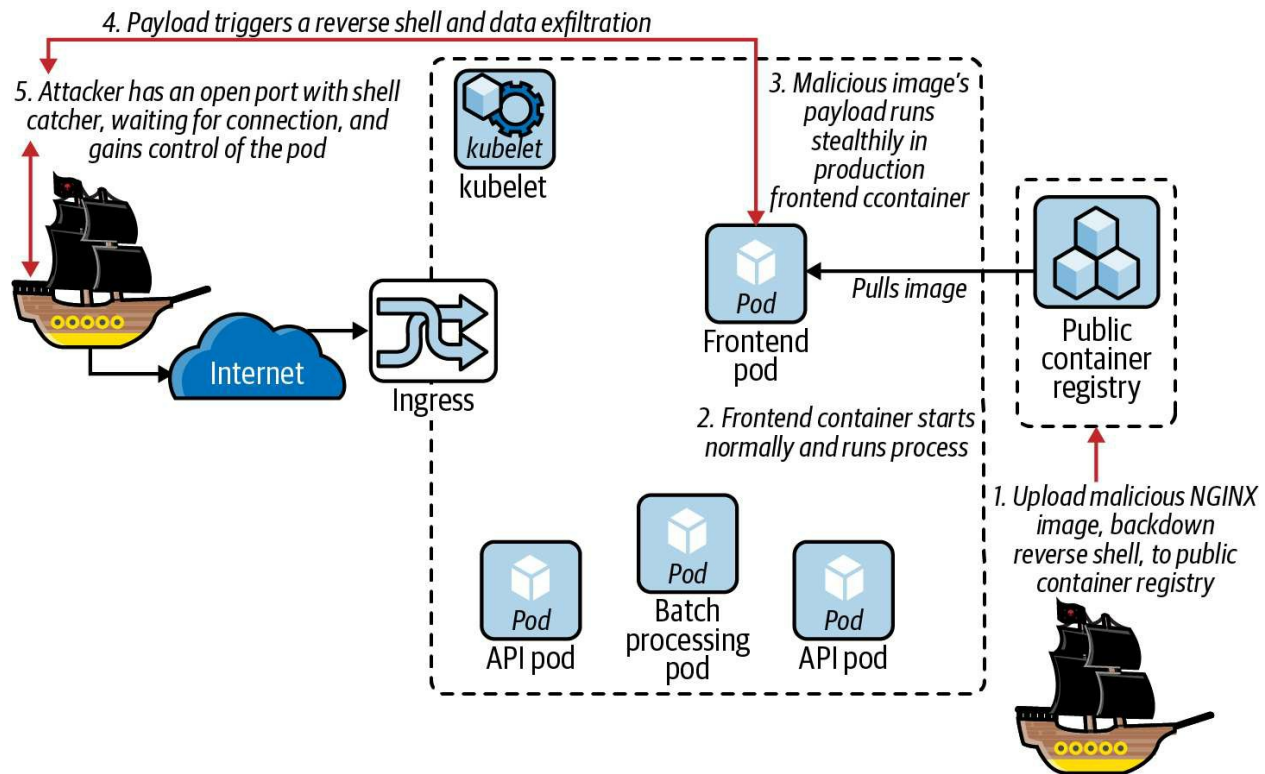 4. Payload triggers a reverse shell and data exfiltration
5. Attacker has an open port with shell
catcher, waiting for connection, and
gains control of the pod
kubelet
kubelet
3. Malicious image's
payload runs
stealthily in
production
frontend ccontainer
Pod
Frontend
pod
Pulls image
Public
container
registry
Internet
Ingress
2. Frontend container starts
normally and runs process
1. Upload malicious NGINX
image, backdown
reverse shell, to public
container registry
Pod
API pod
Pod
Batch
processing
pod
Pod
API pod